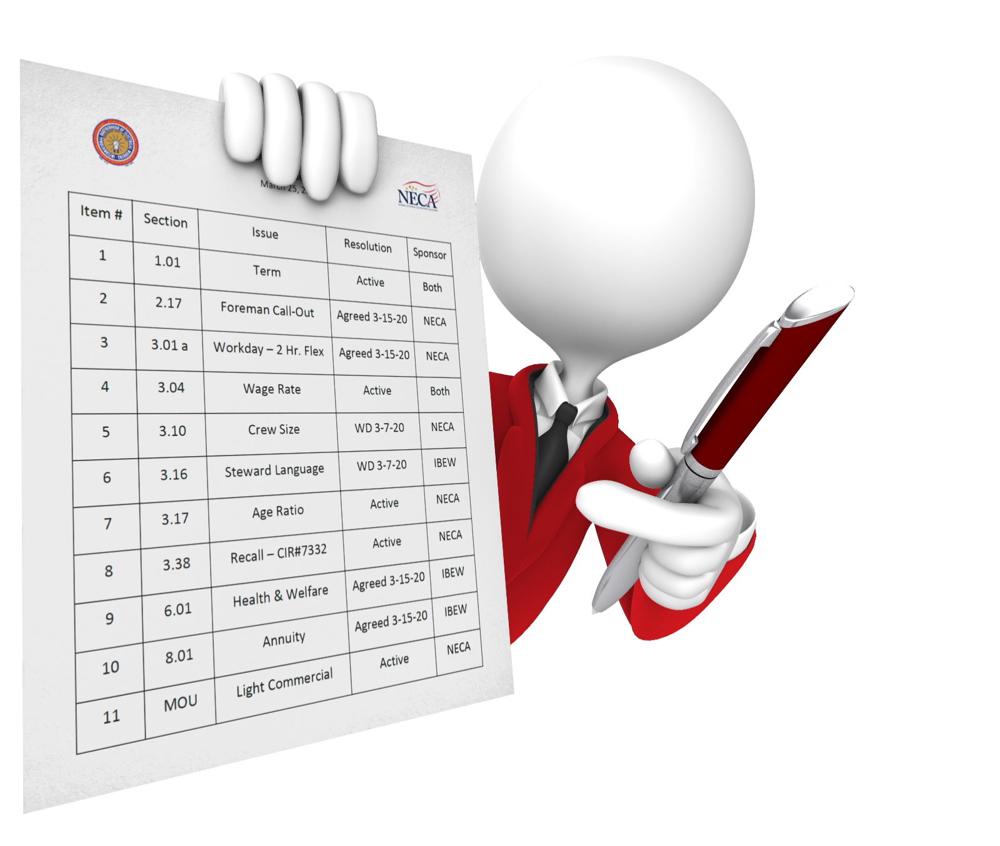 March 25, 2
NECA
Item # Section Issue Resolution Sponsor
1 1.01 Term Active Both
2 2.17 Foreman Call-Out Agreed 3-15-20 NECA
3 3.01 a Workday – 2 Hr. Flex Agreed 3-15-20 NECA
4 3.04 Wage Rate Active Both
5 3.10 Crew Size WD 3-7-20 NECA
6 3.16 Steward Language WD 3-7-20 IBEW
7 3.17 Age Ratio Active NECA
8 3.38 Recall – CIR#7332 Active NECA
9 6.01 Health & Welfare Agreed 3-15-20 IBEW
10 8.01 Annuity Agreed 3-15-20 IBEW
11 MOU Light Commercial Active NECA